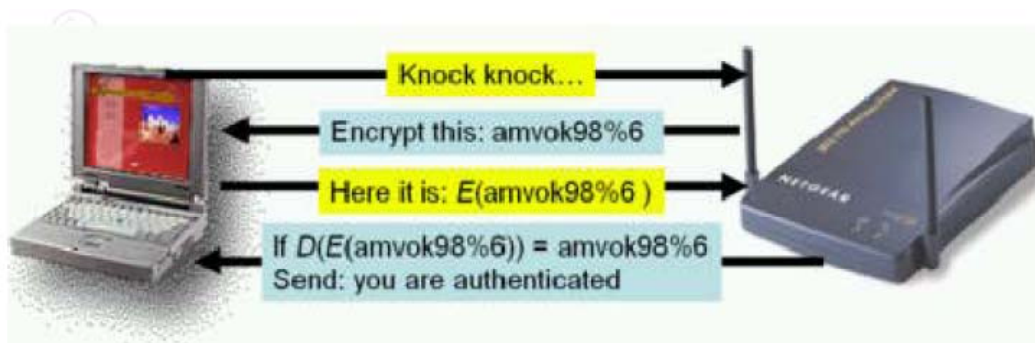 Knock knock…
Encrypt this: amvok98%6
Here it is: E(amvok98%6 )
If D(E(amvok98%6)) = amvok98%6
Send: you are authenticated
NETGEAR